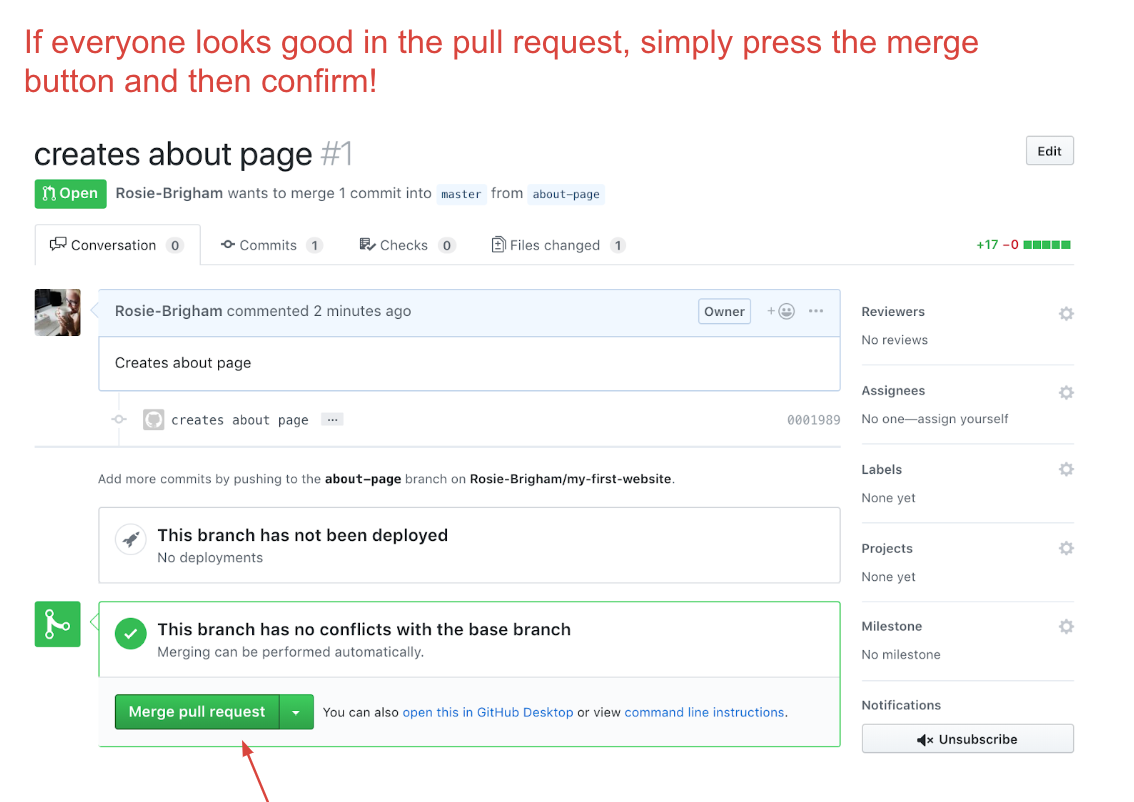 If everyone looks good in the pull request, simply press the merge
button and then confirm!
creates about page #1
Edit
Open Rosie-Brigham wants to merge 1 commit into master from about-page
Conversation 0 Commits 1 Checks 0 Files changed 1 +17 −0
Rosie-Brigham commented 2 minutes ago Owner
Creates about page
creates about page ... 0001989
Add more commits by pushing to the about-page branch on Rosie-Brigham/my-first-website.
This branch has not been deployed
No deployments
This branch has no conflicts with the base branch
Merging can be performed automatically.
Merge pull request You can also open this in GitHub Desktop or view command line instructions.
Reviewers
No reviews
Assignees
No one—assign yourself
Labels
None yet
Projects
None yet
Milestone
No milestone
Notifications
Unsubscribe